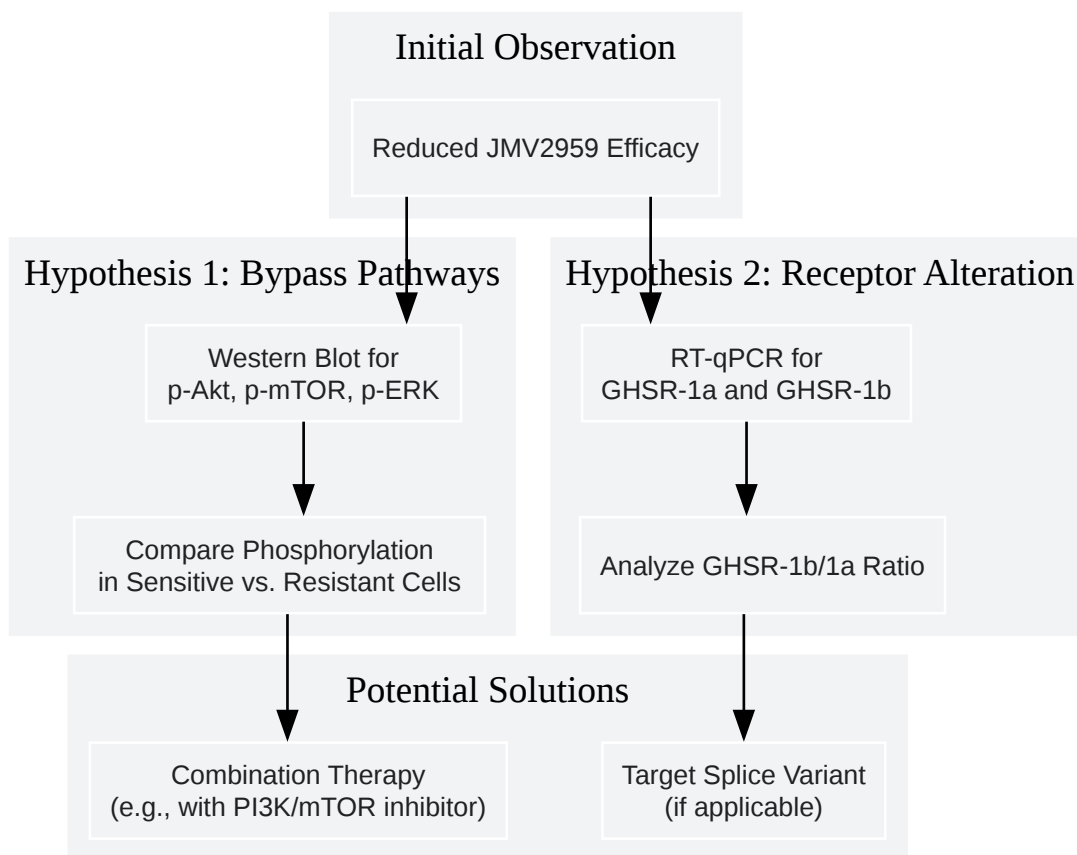 Initial Observation
Reduced JMV2959 Efficacy
Hypothesis 1: Bypass Pathways
Western Blot for
p-Akt, p-mTOR, p-ERK
Compare Phosphorylation
in Sensitive vs. Resistant Cells
Hypothesis 2: Receptor Alteration
RT-qPCR for
GHSR-1a and GHSR-1b
Analyze GHSR-1b/1a Ratio
Potential Solutions
Combination Therapy
(e.g., with PI3K/mTOR inhibitor)
Target Splice Variant
(if applicable)